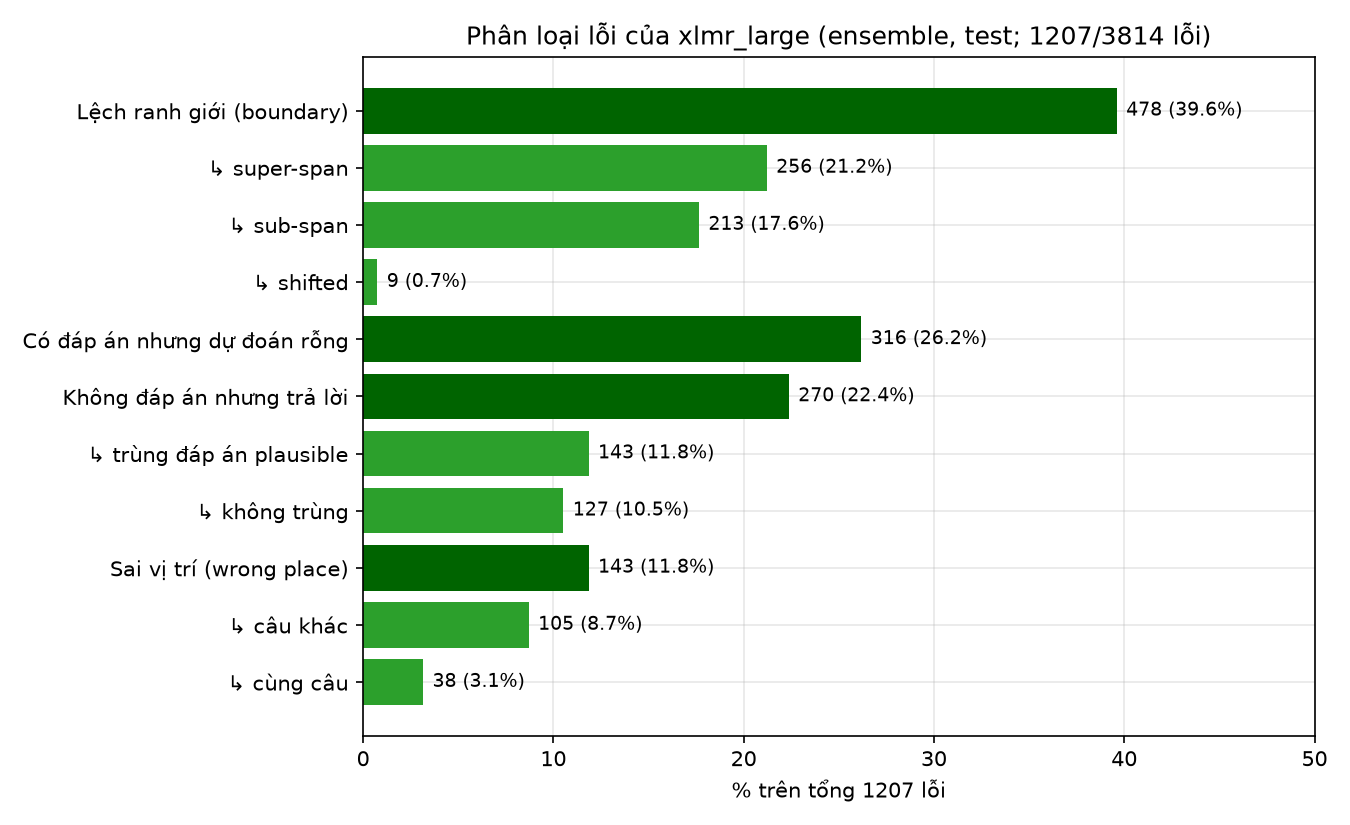 Phân loại lỗi của xlmr_large (ensemble, test; 1207/3814 lỗi)
Lệch ranh giới (boundary) 478 (39.6%)
↳ super-span 256 (21.2%)
↳ sub-span 213 (17.6%)
↳ shifted 9 (0.7%)
Có đáp án nhưng dự đoán rỗng 316 (26.2%)
Không đáp án nhưng trả lời 270 (22.4%)
↳ trùng đáp án plausible 143 (11.8%)
↳ không trùng 127 (10.5%)
Sai vị trí (wrong place) 143 (11.8%)
↳ câu khác 105 (8.7%)
↳ cùng câu 38 (3.1%)
0 10 20 30 40 50
% trên tổng 1207 lỗi